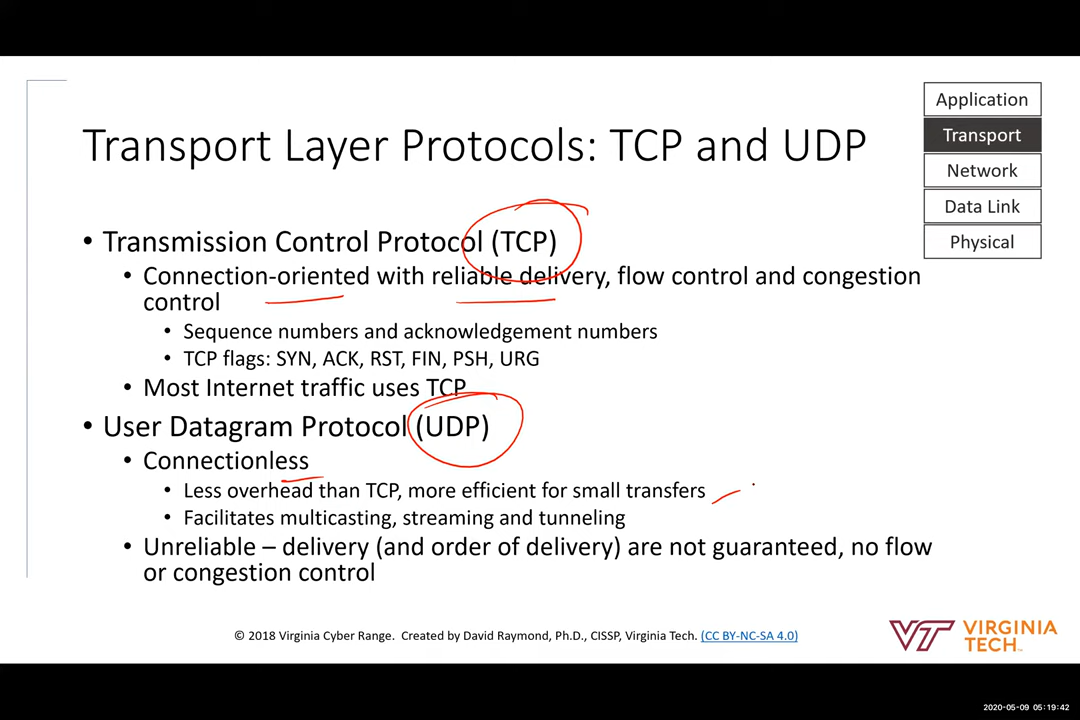 Application
Transport Layer Protocols: TCP and UDP
Transport
Network
Data Link
Physical
• Transmission Control Protocol (TCP)
• Connection-oriented with reliable delivery, flow control and congestion
control
• Sequence numbers and acknowledgement numbers
• TCP flags: SYN, ACK, RST, FIN, PSH, URG
• Most Internet traffic uses TCP
• User Datagram Protocol (UDP)
• Connectionless
• Less overhead than TCP, more efficient for small transfers
• Facilitates multicasting, streaming and tunneling
• Unreliable – delivery (and order of delivery) are not guaranteed, no flow
or congestion control
© 2018 Virginia Cyber Range. Created by David Raymond, Ph.D., CISSP, Virginia Tech. (CC BY-NC-SA 4.0)
VT VIRGINIA
TECH™
2020-05-09 05:19:42